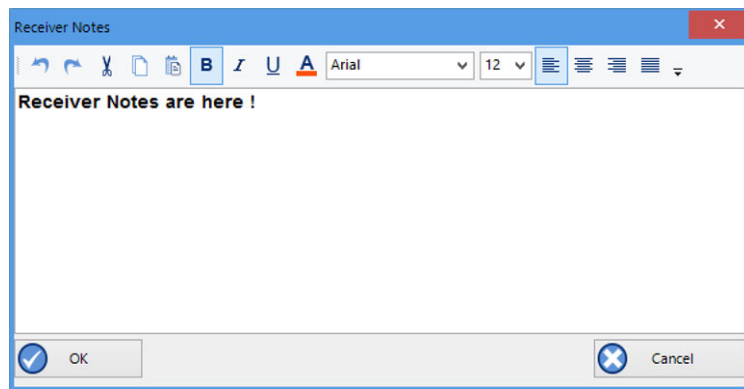 Receiver Notes
B I U A Arial 12
Receiver Notes are here !
OK Cancel